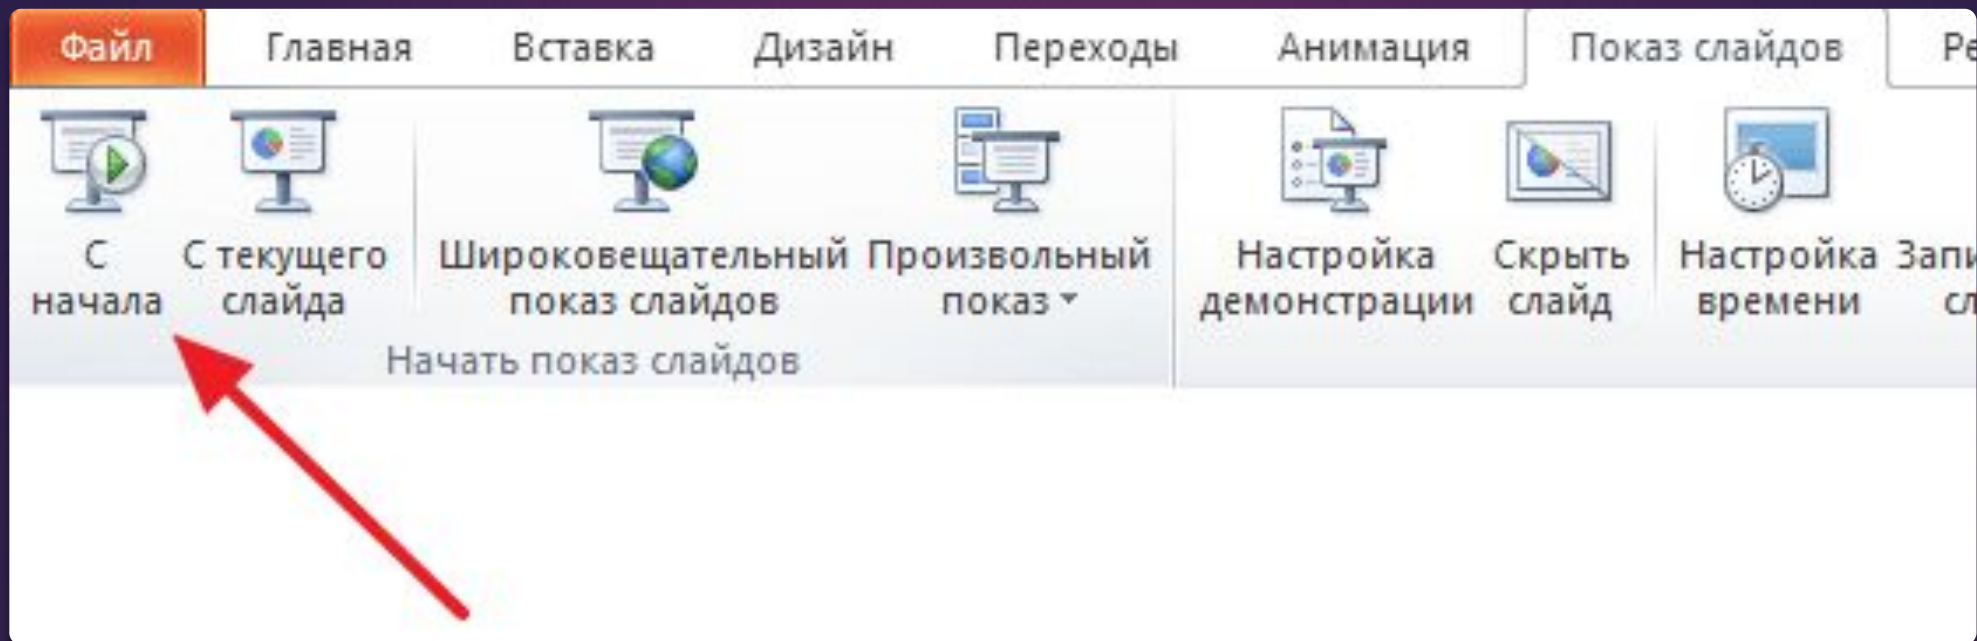 Файл Главная Вставка Дизайн Переходы Анимация Показ слайдов
С
начала
С текущего
слайда
Широковещательный
показ слайдов
Произвольный
показ
Настройка
демонстрации
Скрыть
слайд
Настройка
времени
Начать показ слайдов